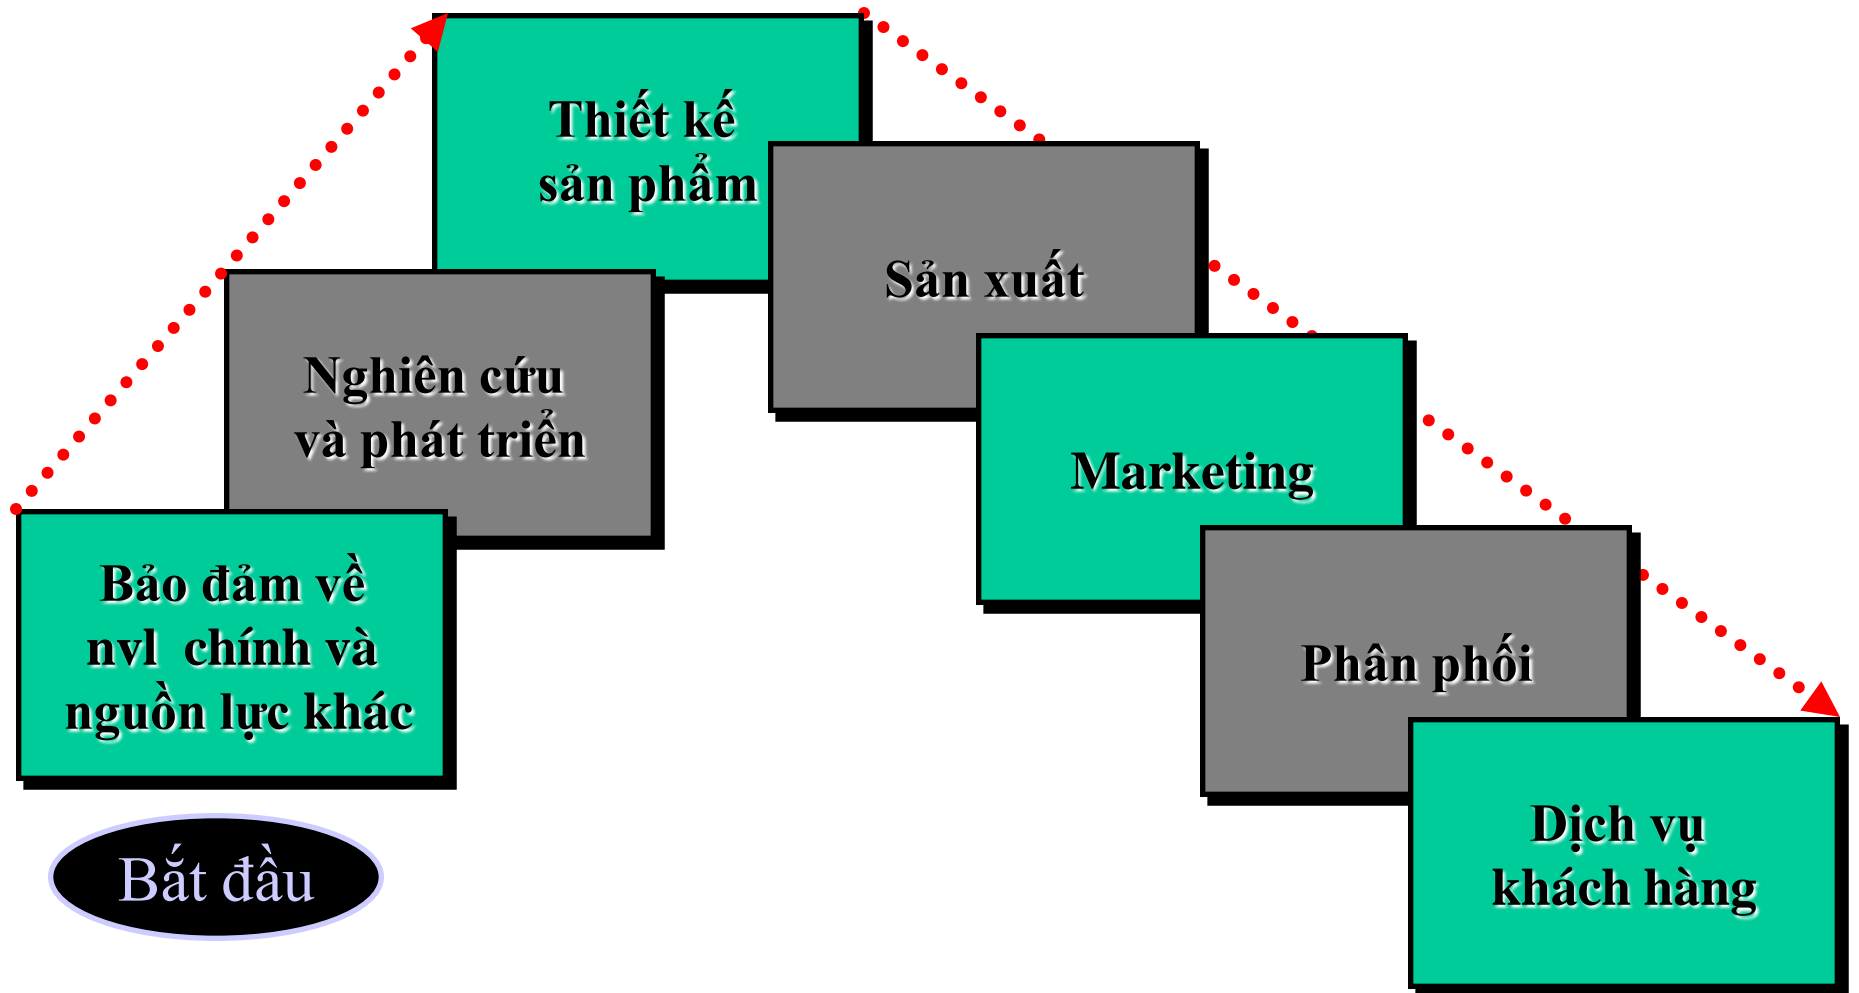 Thiết kế
sản phẩm
Sản xuất
Nghiên cứu
và phát triển
Marketing
Bảo đảm về
nvl  chính và
nguồn lực khác
Phân phối
Dịch vụ
khách hàng
Bắt đầu